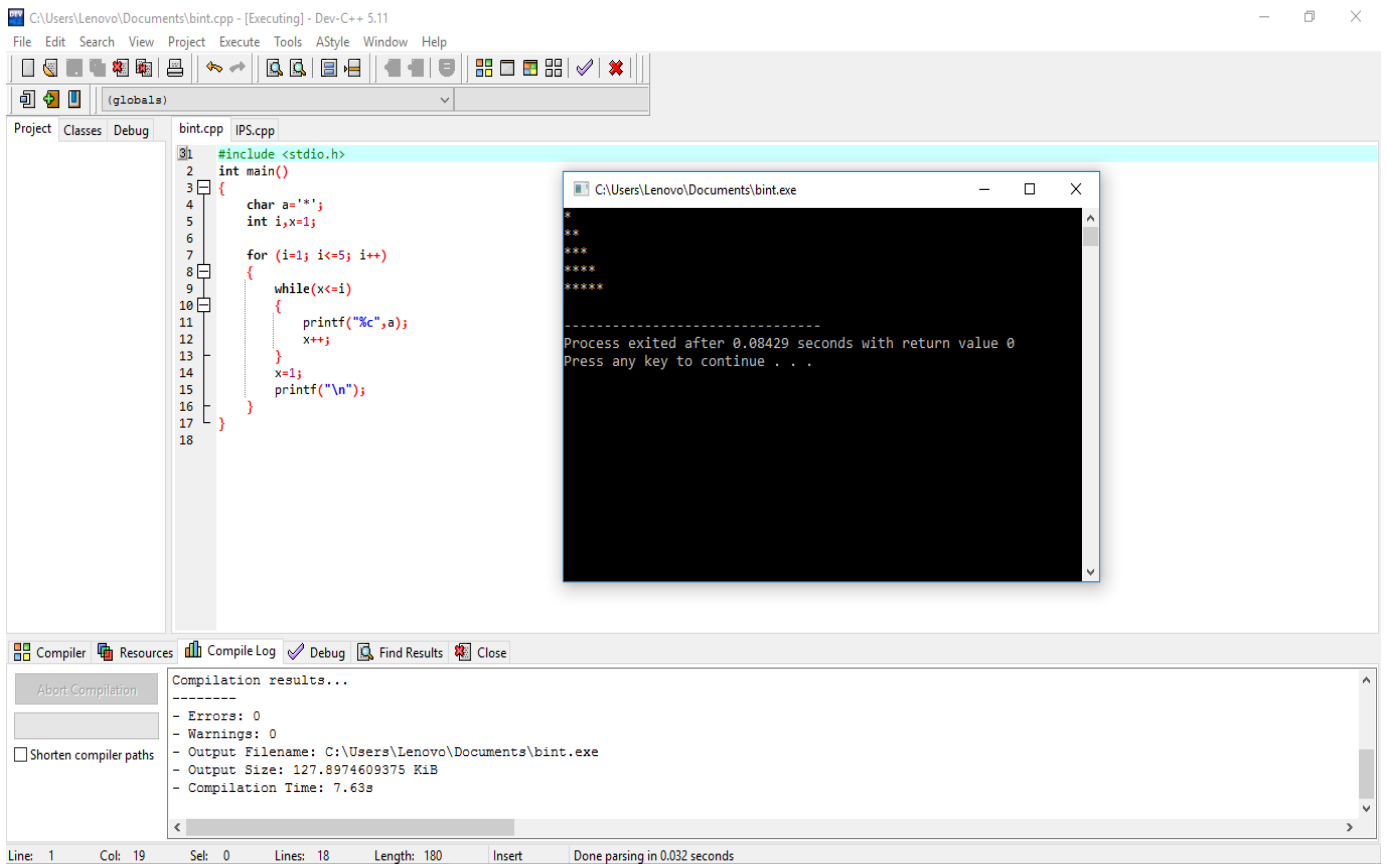 C:\Users\Lenovo\Documents\bint.cpp - [Executing] - Dev-C++ 5.11
File Edit Search View Project Execute Tools AStyle Window Help
(globals)
Project Classes Debug
bint.cpp IPS.cpp
1 #include <stdio.h>
2 int main()
3 {
4 char a='*';
5 int i,x=1;
6
7 for (i=1; i<=5; i++)
8 {
9 while(x<=i)
10 {
11 printf("%c",a);
12 x++;
13 }
14 x=1;
15 printf("\n");
16 }
17 }
18
C:\Users\Lenovo\Documents\bint.exe
*
**
***
****
*****
--------------------------------
Process exited after 0.08429 seconds with return value 0
Press any key to continue . . .
Compiler Resources Compile Log Debug Find Results Close
Abort Compilation
Shorten compiler paths
Compilation results...
--------
- Errors: 0
- Warnings: 0
- Output Filename: C:\Users\Lenovo\Documents\bint.exe
- Output Size: 127.8974609375 KiB
- Compilation Time: 7.63s
Line: 1 Col: 19 Sel: 0 Lines: 18 Length: 180 Insert Done parsing in 0.032 seconds